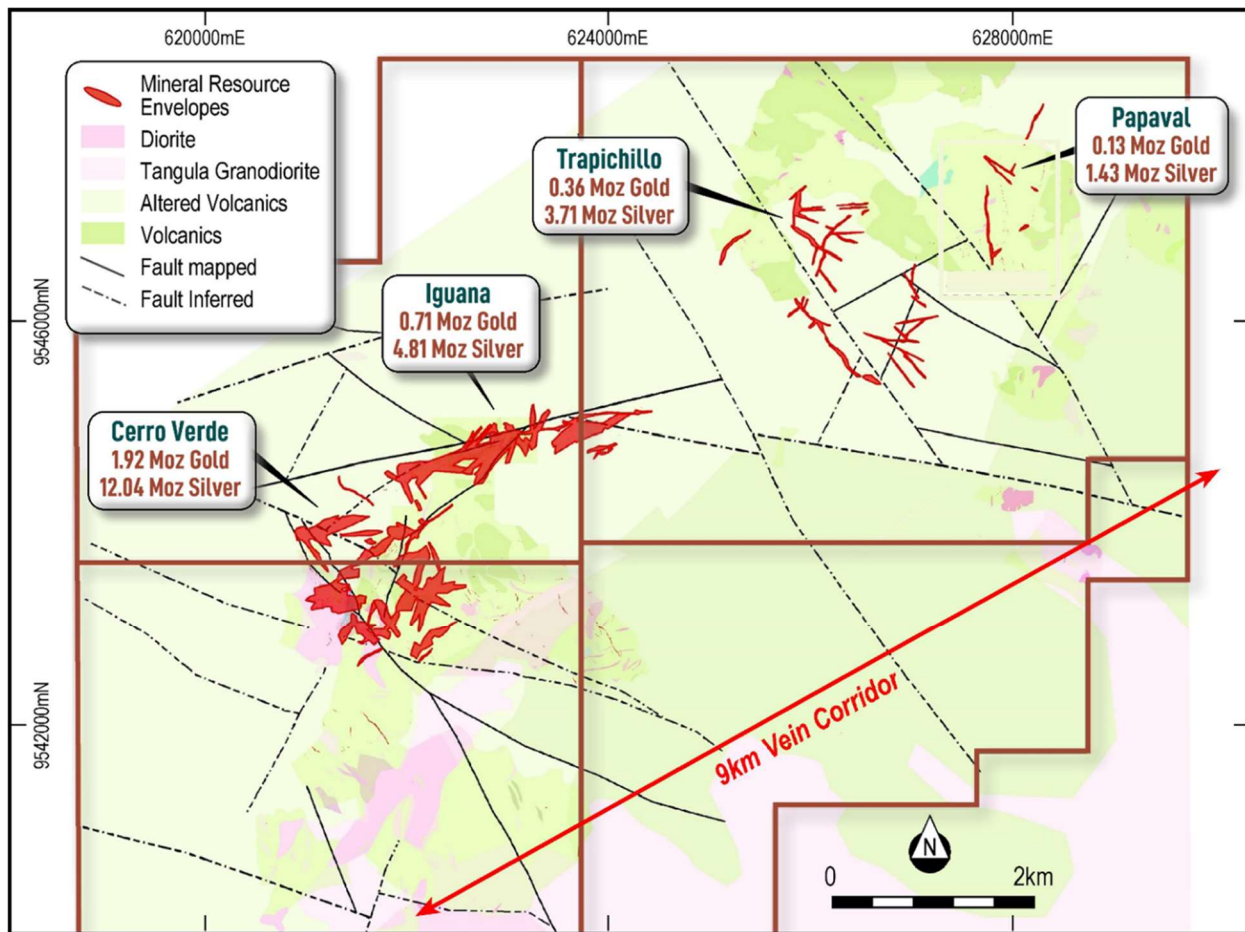 620000mE
624000mE
628000mE
Mineral Resource
Envelopes
Diorite
Tangula Granodiorite
Altered Volcanics
Volcanics
Fault mapped
Fault Inferred
Papaval
0.13 Moz Gold
1.43 Moz Silver
Trapichillo
0.36 Moz Gold
3.71 Moz Silver
Iguana
0.71 Moz Gold
4.81 Moz Silver
9546000mN
Cerro Verde
1.92 Moz Gold
12.04 Moz Silver
9542000mN
9km Vein Corridor
N
0
2km